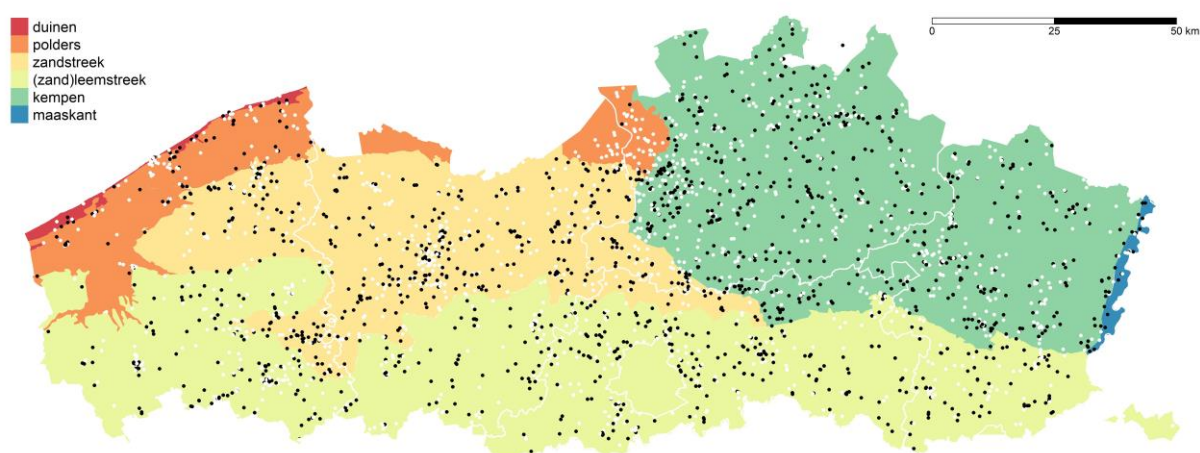 duinen
polders
zandstreek
(zand)leemstreek
kempen
maaskant
0 25 50 km